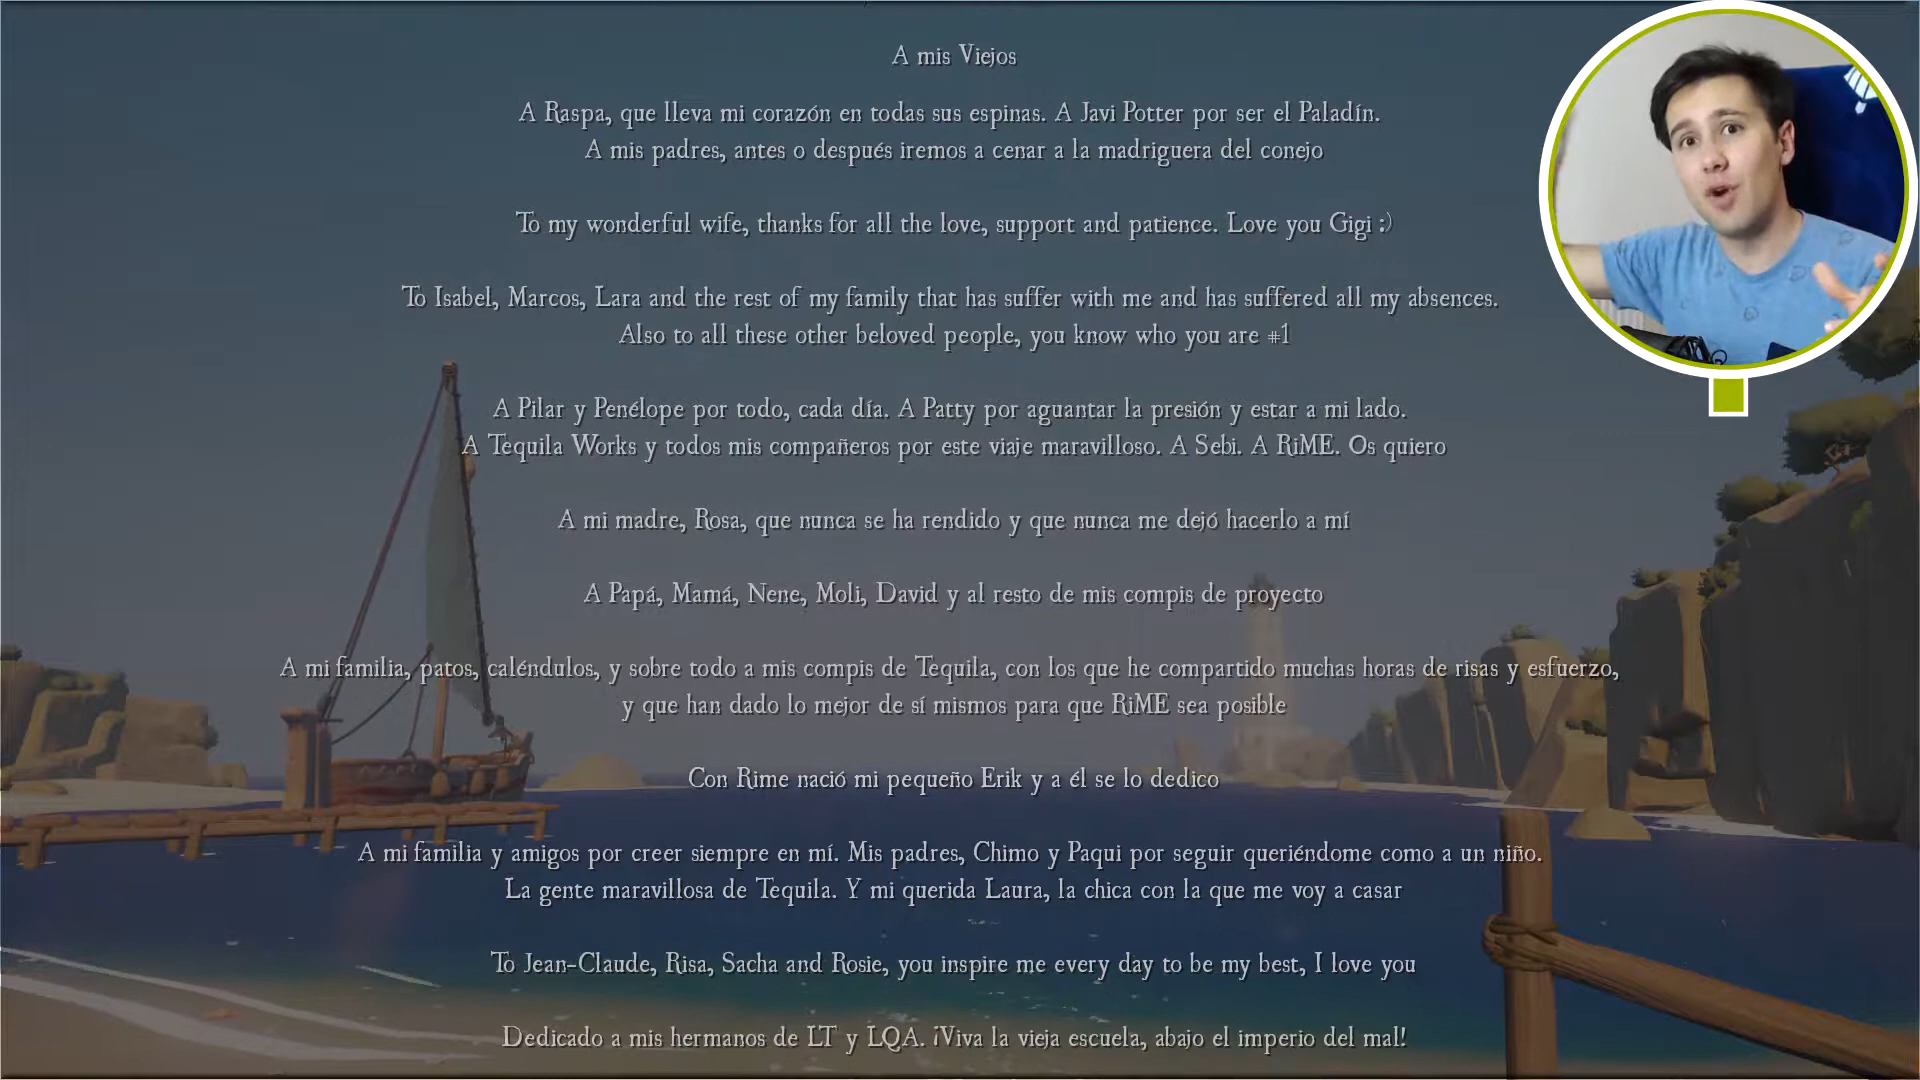 A mis Viejos
A Raspa, que lleva mi corazón en todas sus espinas. A Javi Potter por ser el Paladín.
A mis padres, antes o después iremos a cenar a la madriguera del conejo
To my wonderful wife, thanks for all the love, support and patience. Love you Gigi :)
To Isabel, Marcos, Lara and the rest of my family that has suffer with me and has suffered all my absences.
Also to all these other beloved people, you know who you are #1
A Pilar y Penélope por todo, cada día. A Patty por aguantar la presión y estar a mi lado.
A Tequila Works y todos mis compañeros por este viaje maravilloso. A Sebi. A RiME. Os quiero
A mi madre, Rosa, que nunca se ha rendido y que nunca me dejó hacerlo a mí
A Papá, Mamá, Nene, Moli, David y al resto de mis compis de proyecto
A mi familia, patos, caléndulos, y sobre todo a mis compis de Tequila, con los que he compartido muchas horas de risas y esfuerzo,
y que han dado lo mejor de sí mismos para que RiME sea posible
Con Rime nació mi pequeño Erik y a él se lo dedico
A mi familia y amigos por creer siempre en mí. Mis padres, Chimo y Paqui por seguir queriéndome como a un niño.
La gente maravillosa de Tequila. Y mi querida Laura, la chica con la que me voy a casar
To Jean-Claude, Risa, Sacha and Rosie, you inspire me every day to be my best, I love you
Dedicado a mis hermanos de LT y LQA. ¡Viva la vieja escuela, abajo el imperio del mal!